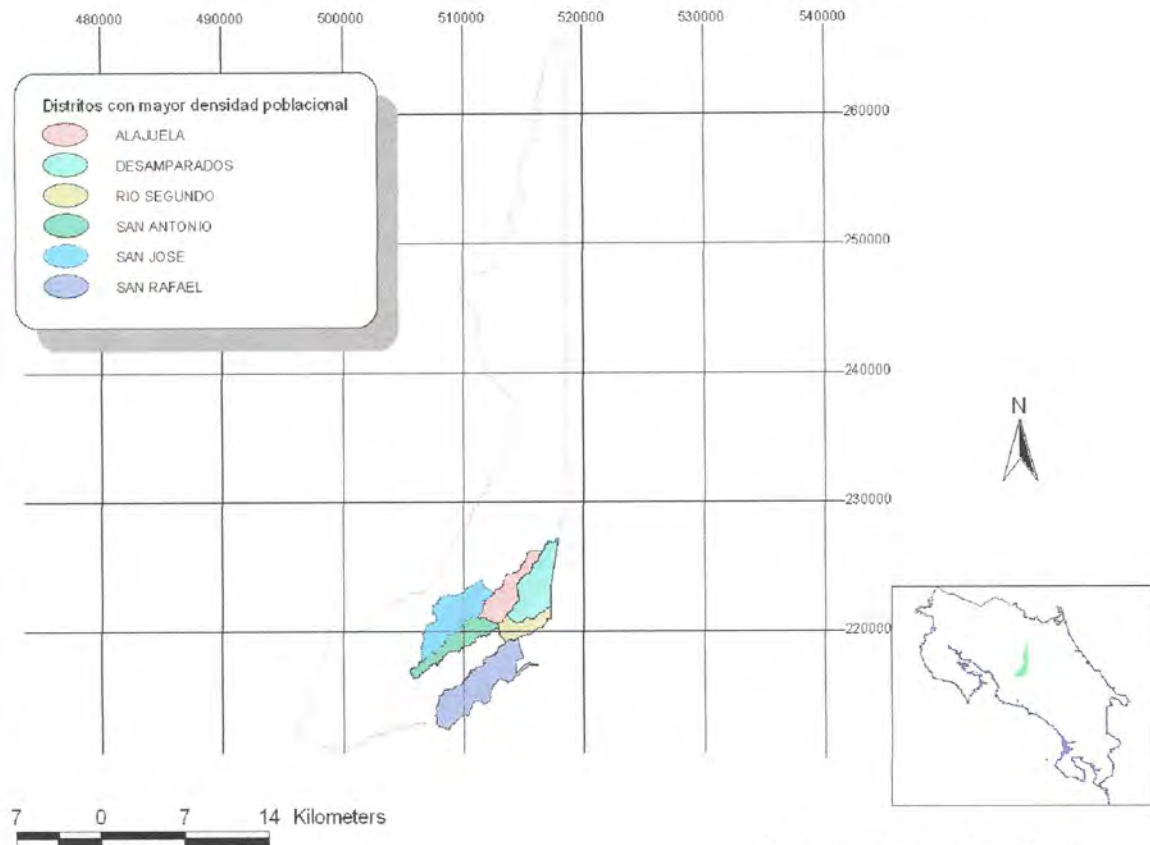 480000 490000 500000 510000 520000 530000 540000
Distritos con mayor densidad poblacional
ALAJUELA
DESAMPARADOS
RIO SEGUNDO
SAN ANTONIO
SAN JOSE
SAN RAFAEL
260000
250000
240000
N
230000
220000
7 0 7 14 Kilometers